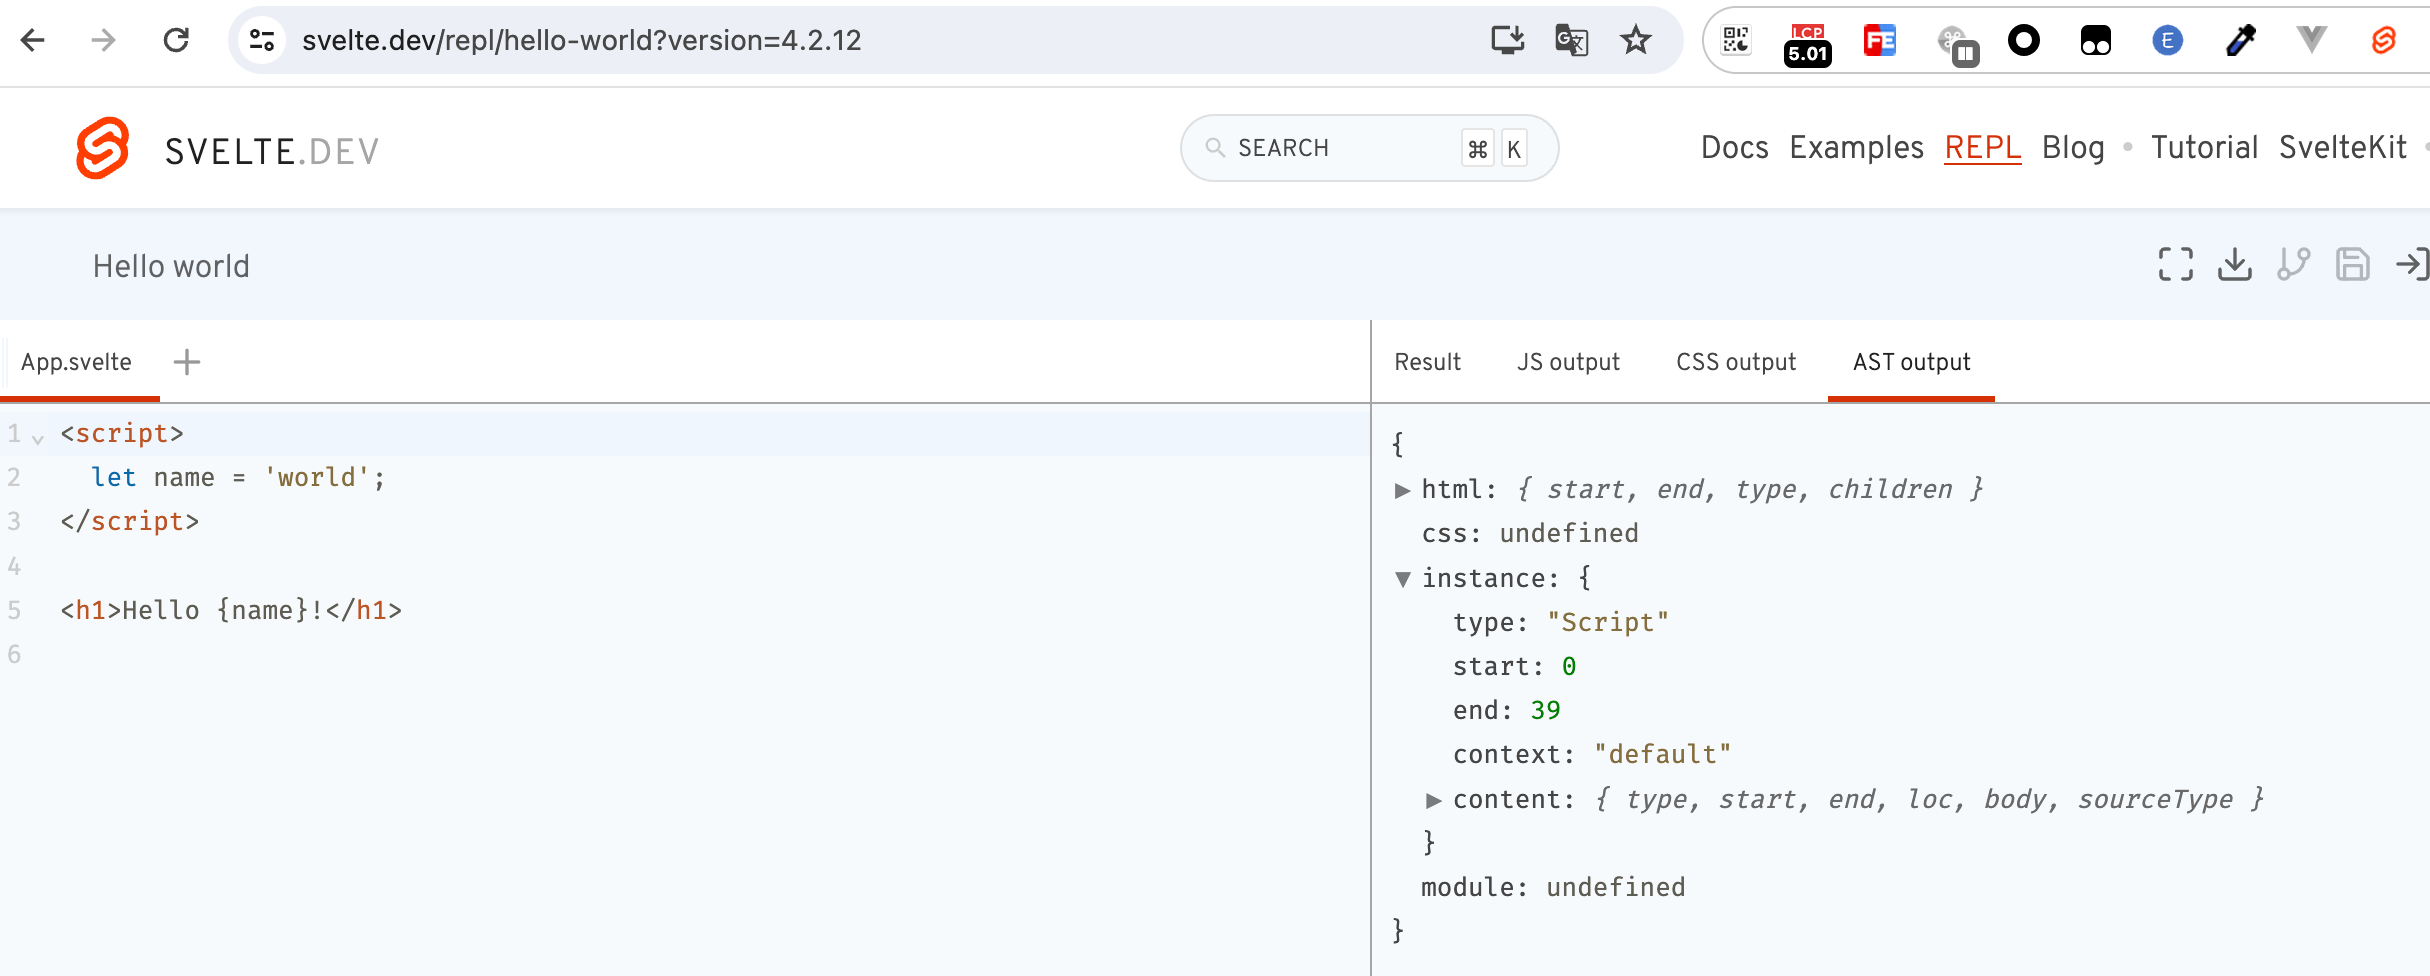 svelte.dev/repl/hello-world?version=4.2.12
LCP
5.01
FE
E
SVELTE.DEV
SEARCH
⌘ K
Docs Examples REPL Blog • Tutorial SvelteKit
Hello world
App.svelte
Result JS output CSS output AST output
1 <script>
2 let name = 'world';
3 </script>
4
5 <h1>Hello {name}!</h1>
6
{
▶ html: { start, end, type, children }
css: undefined
▼ instance: {
type: "Script"
start: 0
end: 39
context: "default"
▶ content: { type, start, end, loc, body, sourceType }
}
module: undefined
}